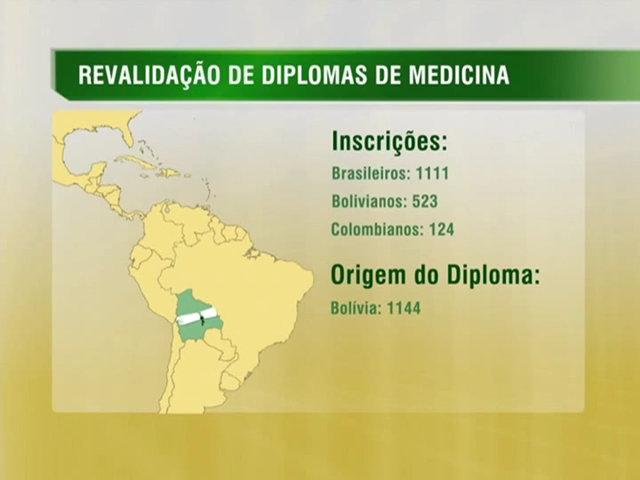 REVALIDAÇÃO DE DIPLOMAS DE MEDICINA
Inscrições:
Brasileiros: 1111
Bolivianos: 523
Colombianos: 124
Origem do Diploma:
Bolívia: 1144